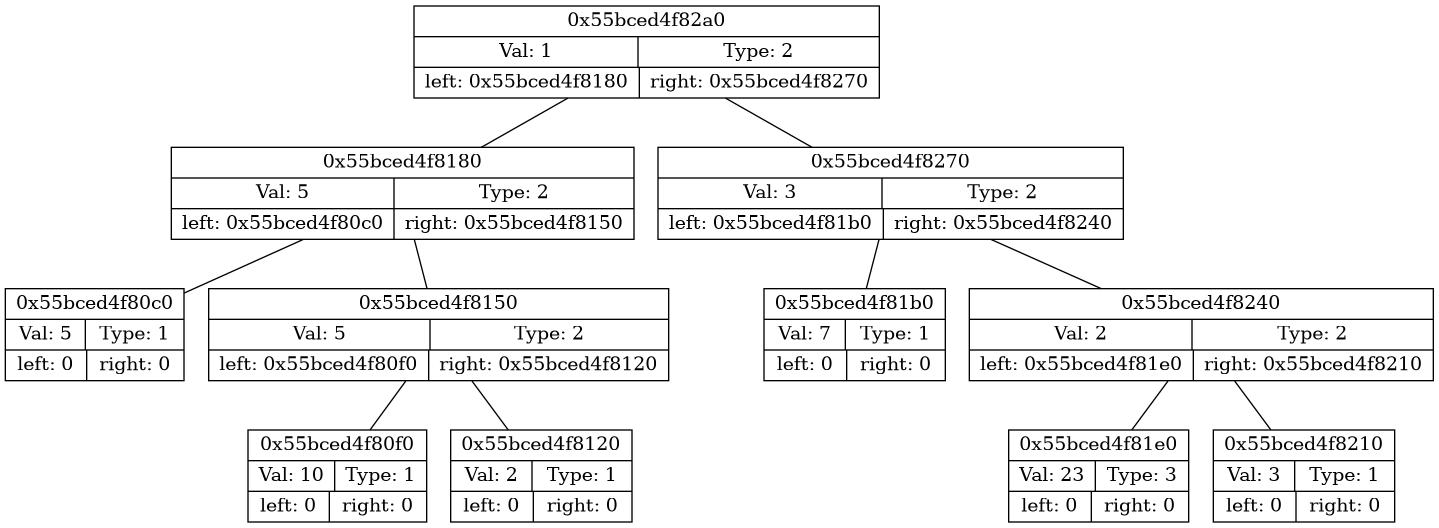 0x55bced4f82a0
Val: 1 Type: 2
left: 0x55bced4f8180 right: 0x55bced4f8270
0x55bced4f8180
Val: 5 Type: 2
left: 0x55bced4f80c0 right: 0x55bced4f8150
0x55bced4f8270
Val: 3 Type: 2
left: 0x55bced4f81b0 right: 0x55bced4f8240
0x55bced4f80c0
Val: 5 Type: 1
left: 0 right: 0
0x55bced4f8150
Val: 5 Type: 2
left: 0x55bced4f80f0 right: 0x55bced4f8120
0x55bced4f81b0
Val: 7 Type: 1
left: 0 right: 0
0x55bced4f8240
Val: 2 Type: 2
left: 0x55bced4f81e0 right: 0x55bced4f8210
0x55bced4f80f0
Val: 10 Type: 1
left: 0 right: 0
0x55bced4f8120
Val: 2 Type: 1
left: 0 right: 0
0x55bced4f81e0
Val: 23 Type: 3
left: 0 right: 0
0x55bced4f8210
Val: 3 Type: 1
left: 0 right: 0